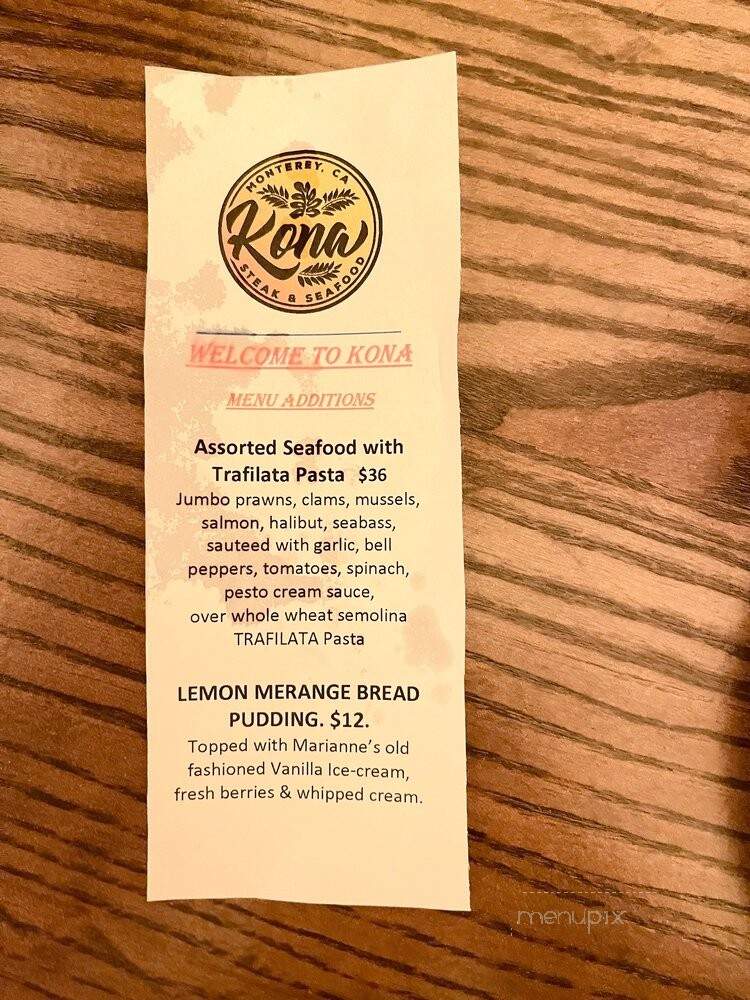 MONTEREY, CA
Kona
STEAK & SEAFOOD
WELCOME TO KONA
MENU ADDITIONS
Assorted Seafood with
Trafilata Pasta $36
Jumbo prawns, clams, mussels,
salmon, halibut, seabass,
sauteed with garlic, bell
peppers, tomatoes, spinach,
pesto cream sauce,
over whole wheat semolina
TRAFILATA Pasta
LEMON MERANGE BREAD
PUDDING. $12.
Topped with Marianne's old
fashioned Vanilla Ice-cream,
fresh berries & whipped cream.
menupix